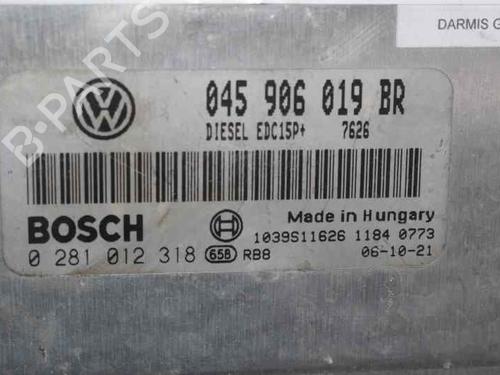 DARMIS G
B-PARTS
045 906 019 BR
DIESEL EDC15P+ 7626
BOSCH
Made in Hungary
1039S11626 1184 0773
0 281 012 318 658 RB8
06-10-21